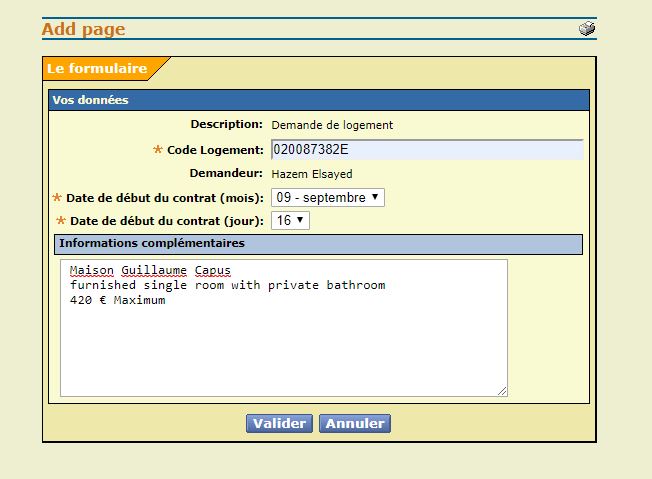 Add page
Le formulaire
Vos données
Description: Demande de logement
* Code Logement: 020087382E
Demandeur: Hazem Elsayed
* Date de début du contrat (mois): 09 - septembre
* Date de début du contrat (jour): 16
Informations complémentaires
Maison Guillaume Capus
furnished single room with private bathroom
420 € Maximum
Valider Annuler